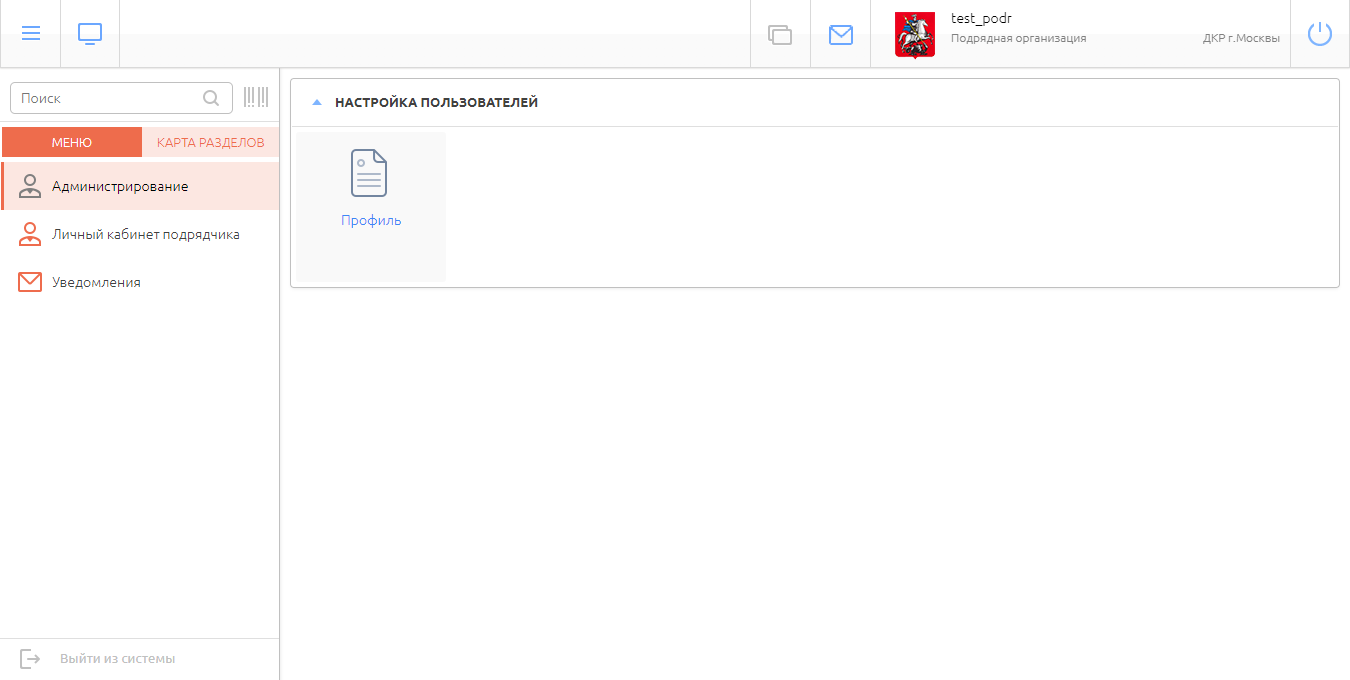 test_podr
Подрядная организация
ДКР г.Москвы
Поиск
МЕНЮ
КАРТА РАЗДЕЛОВ
Администрирование
Личный кабинет подрядчика
Уведомления
Выйти из системы
НАСТРОЙКА ПОЛЬЗОВАТЕЛЕЙ
Профиль